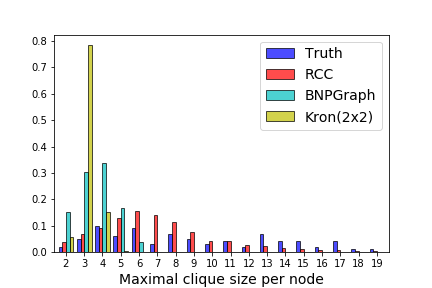 0.8
0.7
0.6
0.5
0.4
0.3
0.2
0.1
0.0
Truth
RCC
BNPGraph
Kron(2x2)
2 3 4 5 6 7 8 9 10 11 12 13 14 15 16 17 18 19
Maximal clique size per node